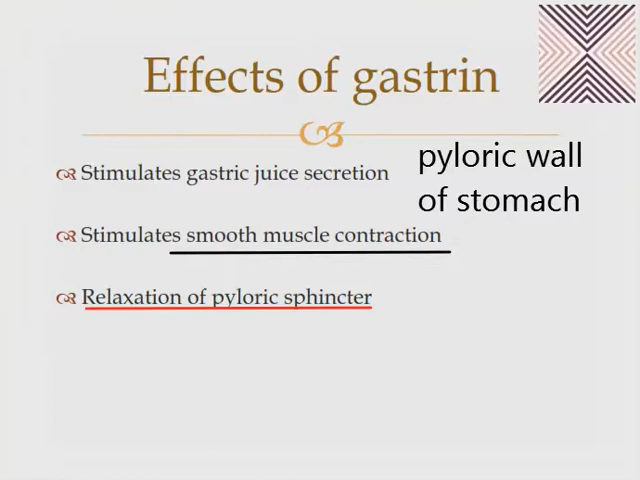 Effects of gastrin
pyloric wall
of stomach
Stimulates gastric juice secretion
Stimulates smooth muscle contraction
Relaxation of pyloric sphincter